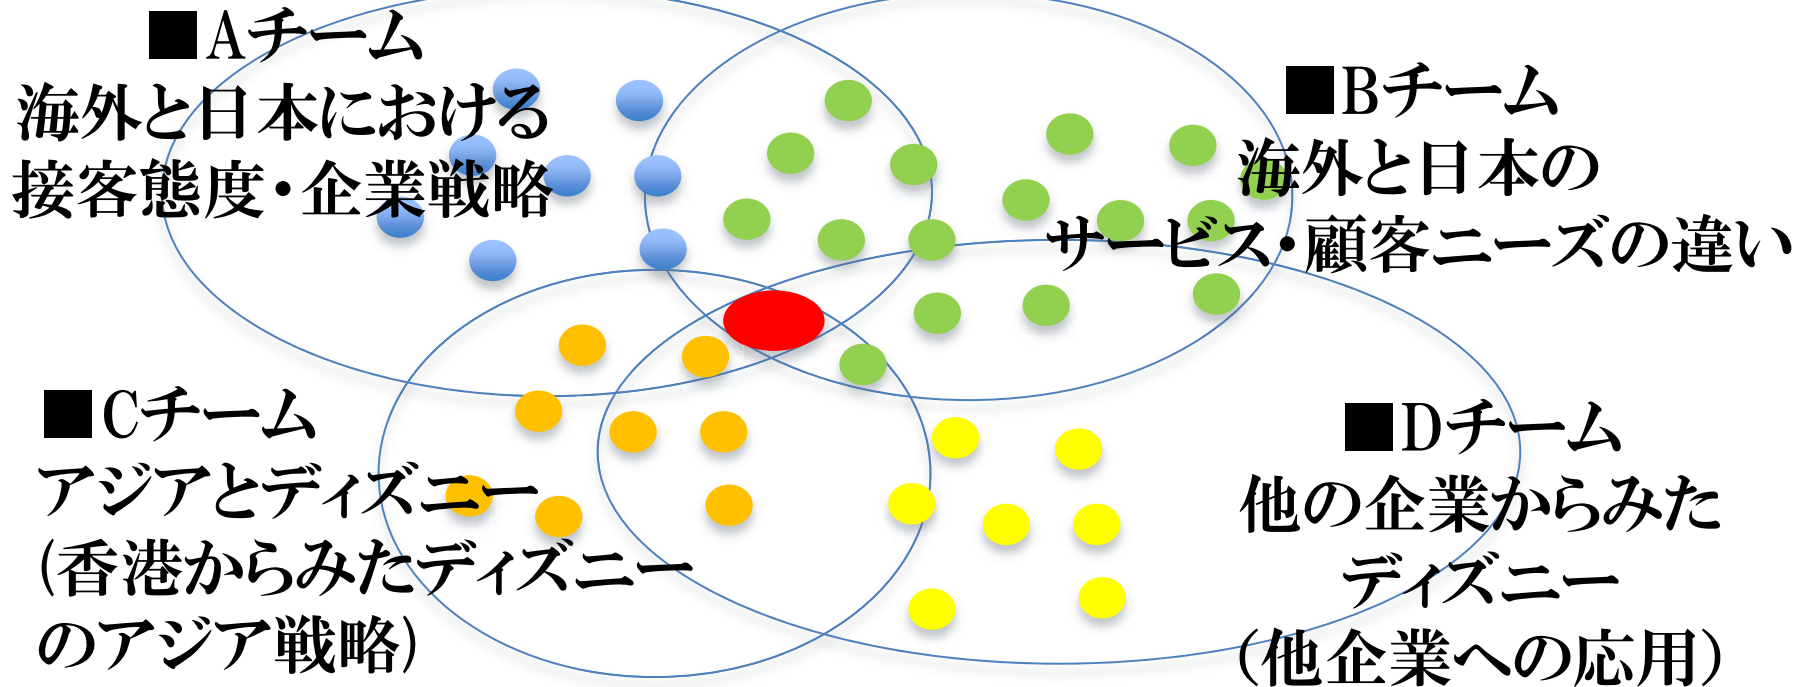 ■Aチーム
海外と日本における
接客態度・企業戦略
■Bチーム
海外と日本の
サービス・顧客ニーズの違い
■Cチーム
アジアとディズニー
(香港からみたディズニー
のアジア戦略)
■Dチーム
他の企業からみた
ディズニー
(他企業への応用)